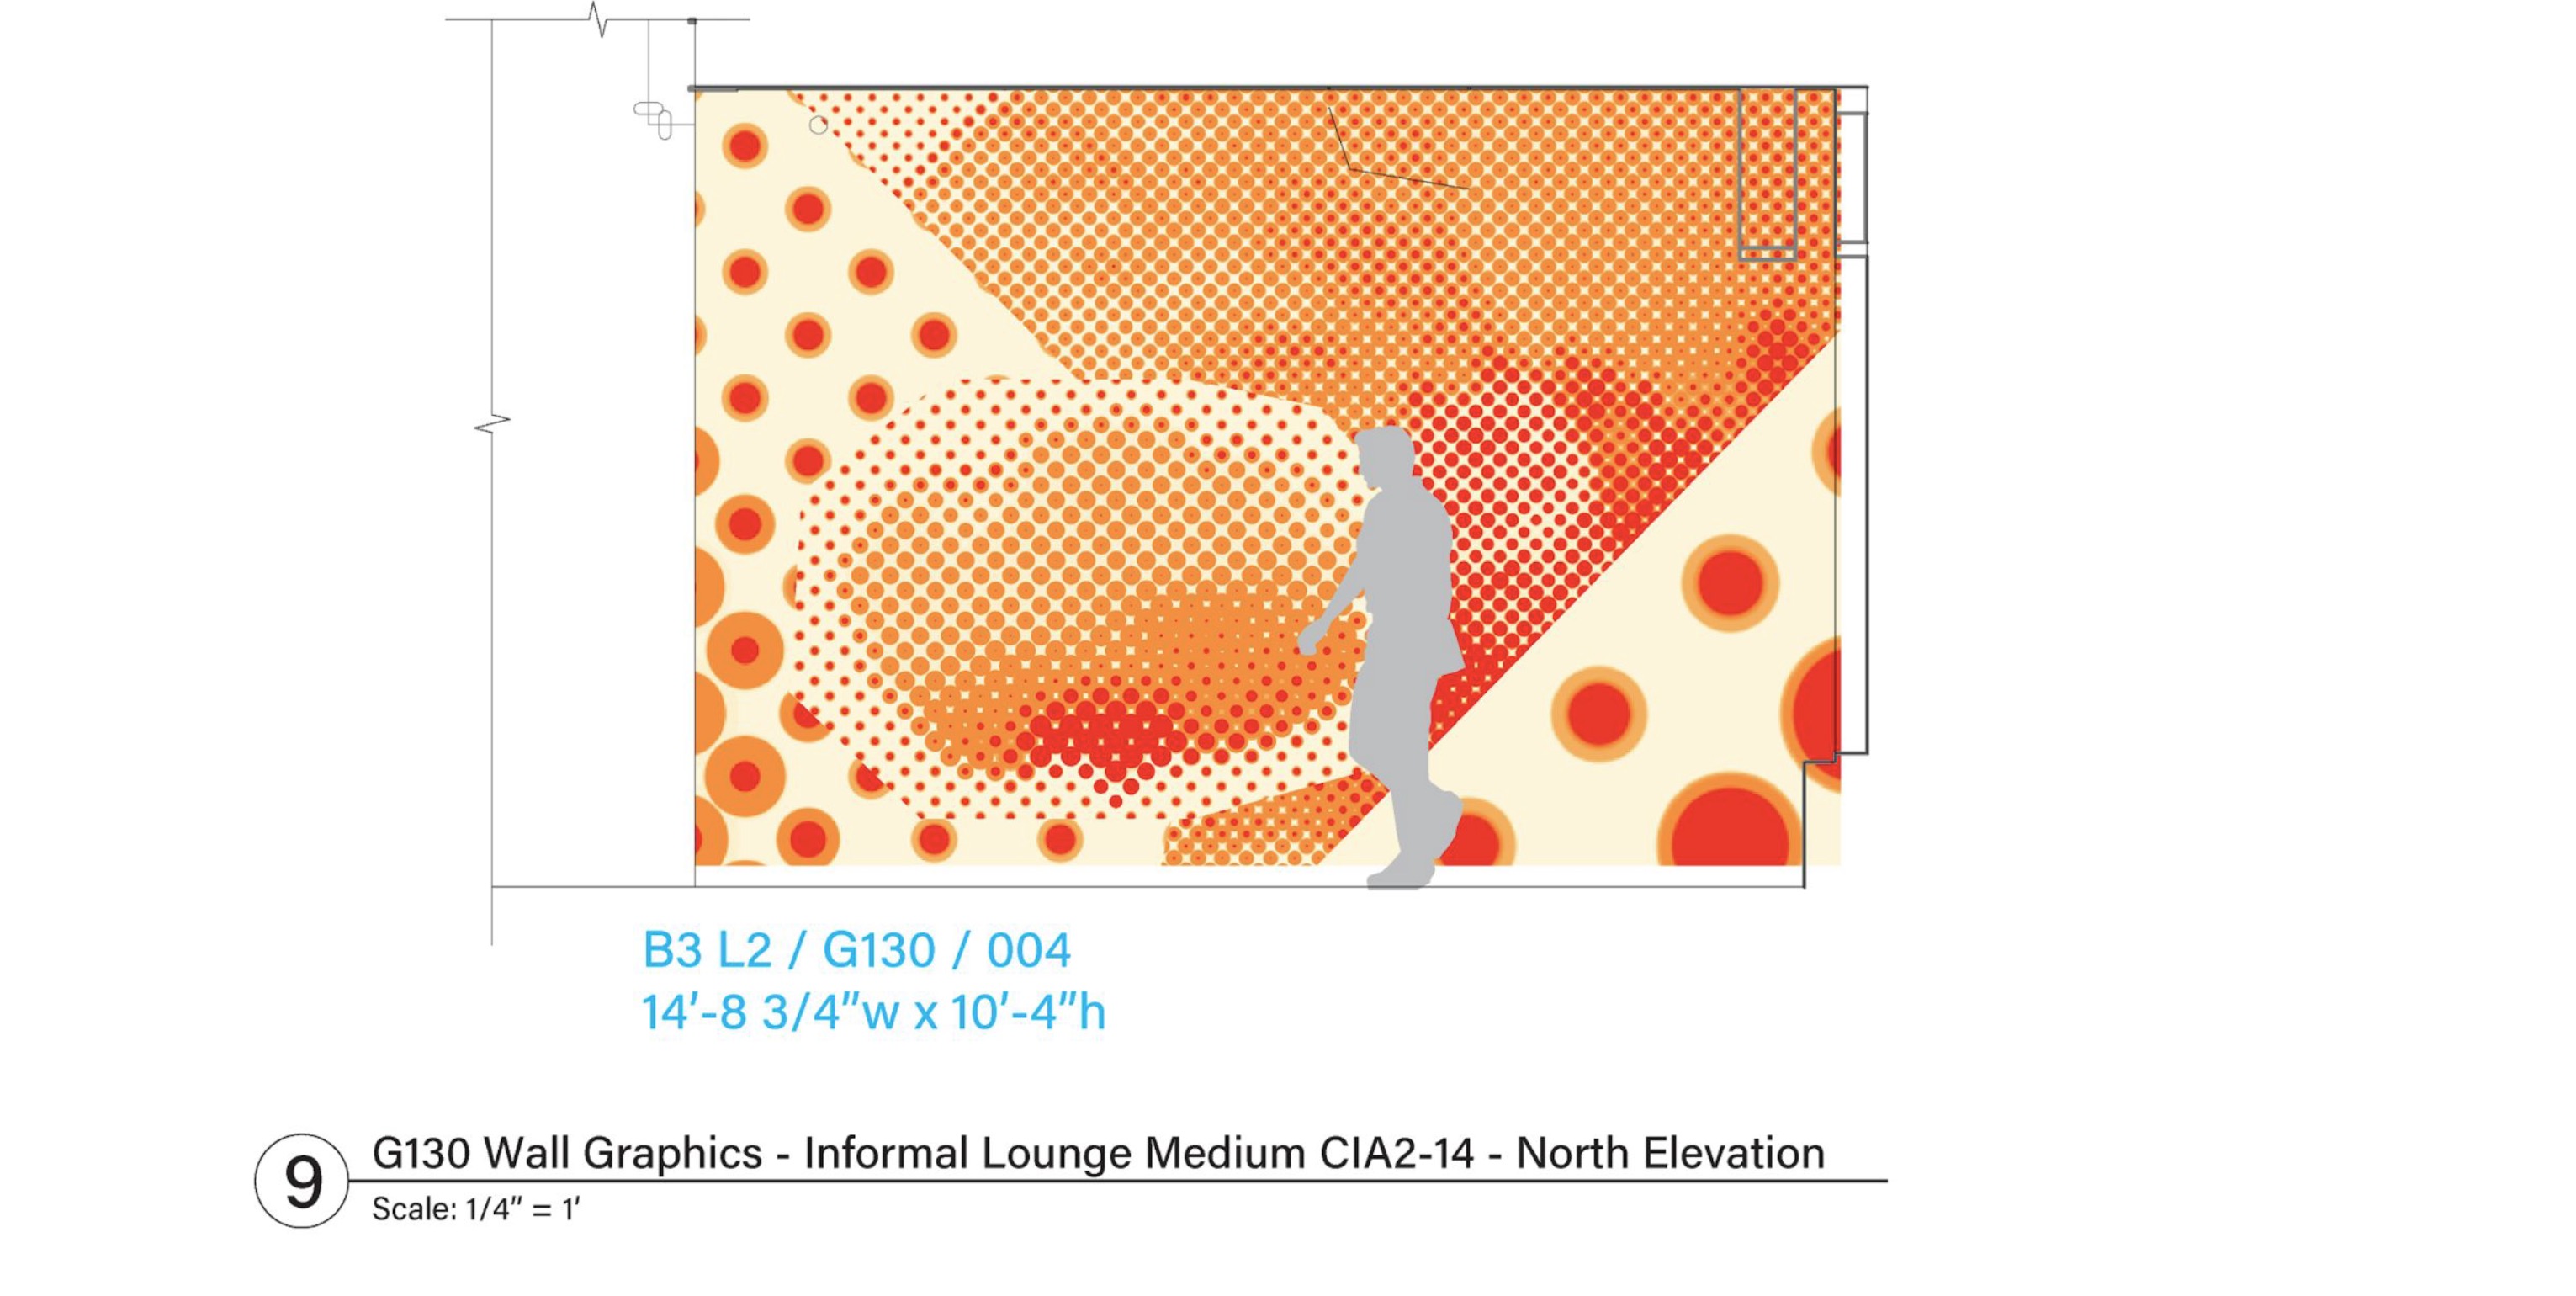 B3 L2 / G130 / 004
14′-8 3/4″w x 10′-4″h
9
G130 Wall Graphics - Informal Lounge Medium CIA2-14 - North Elevation
Scale: 1/4″ = 1′